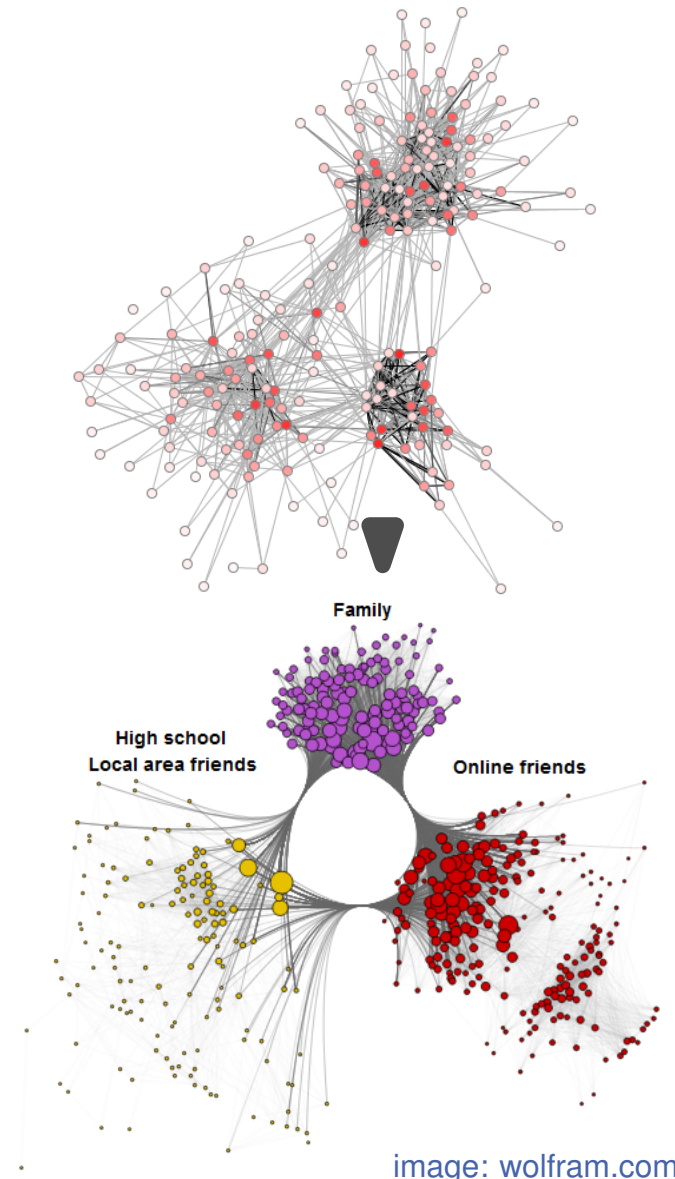 Family
High school
Local area friends
Online friends
image: wolfram.com